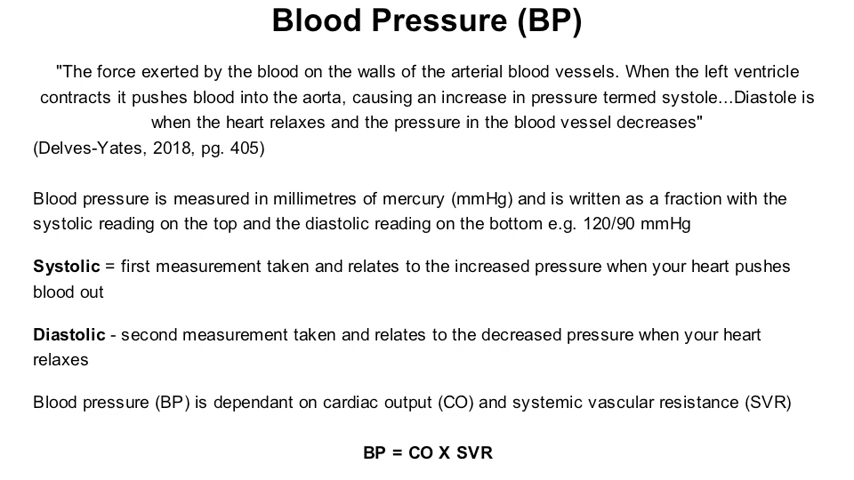 Blood Pressure (BP)
"The force exerted by the blood on the walls of the arterial blood vessels. When the left ventricle
contracts it pushes blood into the aorta, causing an increase in pressure termed systole...Diastole is
when the heart relaxes and the pressure in the blood vessel decreases"
(Delves-Yates, 2018, pg. 405)
Blood pressure is measured in millimetres of mercury (mmHg) and is written as a fraction with the
systolic reading on the top and the diastolic reading on the bottom e.g. 120/90 mmHg
Systolic = first measurement taken and relates to the increased pressure when your heart pushes
blood out
Diastolic - second measurement taken and relates to the decreased pressure when your heart
relaxes
Blood pressure (BP) is dependant on cardiac output (CO) and systemic vascular resistance (SVR)
BP = CO X SVR